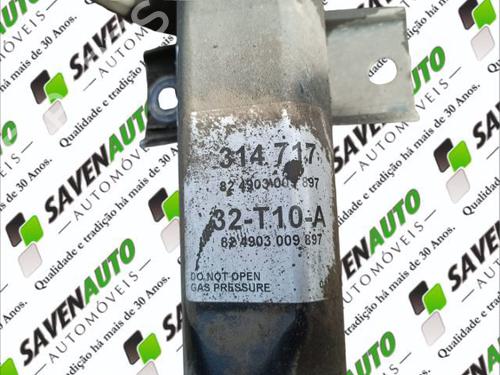 314 717
82 4903 009 897
32-T10-A
82 4903 009 897
DO NOT OPEN
GAS PRESSURE
SAVENAUTO
AUTOMÓVEIS
Qualidade e tradição há mais de 30 Anos.